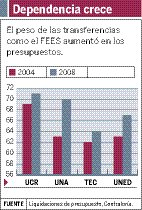 Dependencia crece
El peso de las transferencias
como el FEES aumentó en los
presupuestos.
2004 2008
72
70
68
66
64
62
60
58
56
UCR UNA TEC UNED
FUENTE Liquidaciones de presupuesto, Contraloría.